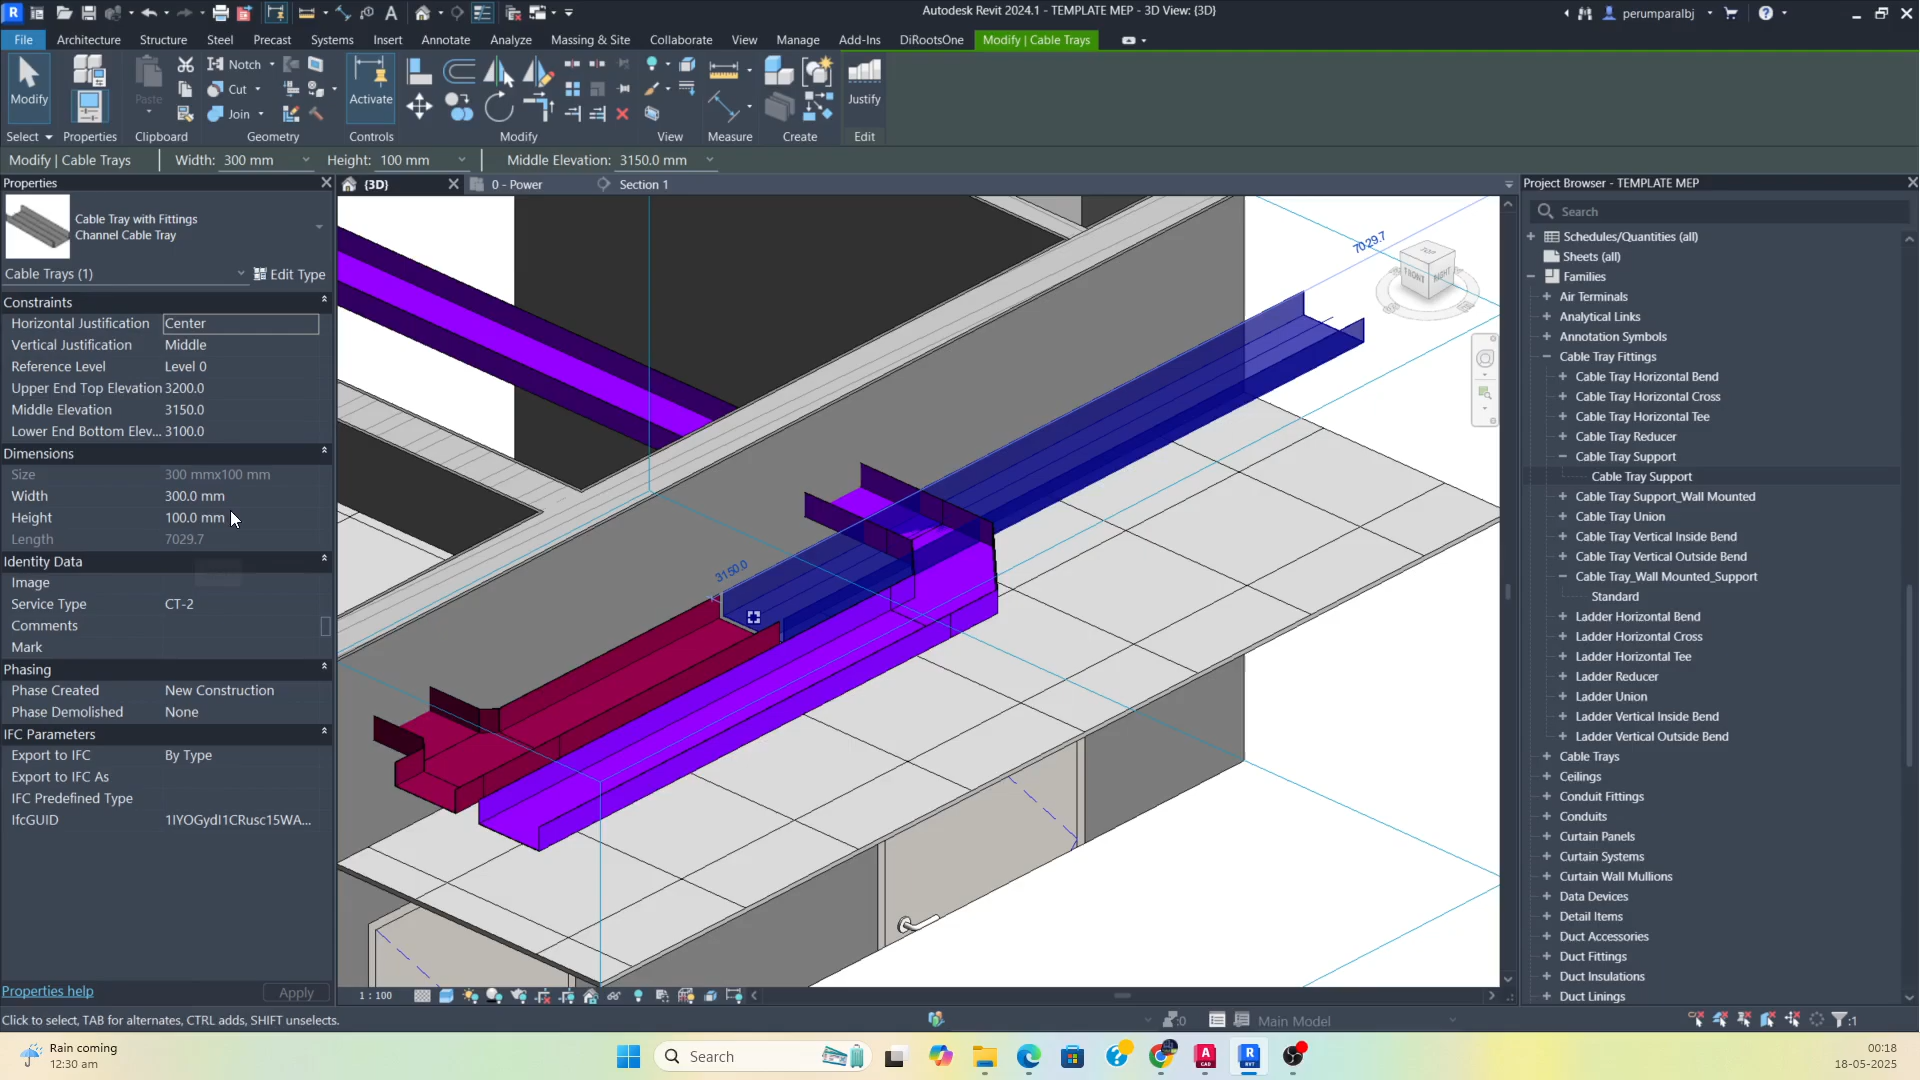 Autodesk Revit 2024.1 - TEMPLATE MEP - 3D View: {3D}
perumparalbj
File Architecture Structure Steel Precast Systems Insert Annotate Analyze Massing & Site Collaborate View Manage Add-Ins DiRootsOne Modify | Cable Trays
Modify Paste Notch Cut Join Activate Justify
Select Properties Clipboard Geometry Controls Modify View Measure Create Edit
Modify | Cable Trays Width: 300 mm Height: 100 mm Middle Elevation: 3150.0 mm
Properties
{3D} 0 - Power Section 1
Cable Tray with Fittings
Channel Cable Tray
Cable Trays (1) Edit Type
Constraints
Horizontal Justification Center
Vertical Justification Middle
Reference Level Level 0
Upper End Top Elevation 3200.0
Middle Elevation 3150.0
Lower End Bottom Elev... 3100.0
Dimensions
Size 300 mmx100 mm
Width 300.0 mm
Height 100.0 mm
Length 7029.7
Identity Data
Image
Service Type CT-2
Comments
Mark
Phasing
Phase Created New Construction
Phase Demolished None
IFC Parameters
Export to IFC By Type
Export to IFC As
IFC Predefined Type
IfcGUID 1IYOGydI1CRusc15WA...
Properties help Apply
7029.7
TOP
FRONT RIGHT
3150.0
1 : 100
Project Browser - TEMPLATE MEP
Search
Schedules/Quantities (all)
Sheets (all)
Families
Air Terminals
Analytical Links
Annotation Symbols
Cable Tray Fittings
Cable Tray Horizontal Bend
Cable Tray Horizontal Cross
Cable Tray Horizontal Tee
Cable Tray Reducer
Cable Tray Support
Cable Tray Support
Cable Tray Support_Wall Mounted
Cable Tray Union
Cable Tray Vertical Inside Bend
Cable Tray Vertical Outside Bend
Cable Tray_Wall Mounted_Support
Standard
Ladder Horizontal Bend
Ladder Horizontal Cross
Ladder Horizontal Tee
Ladder Reducer
Ladder Union
Ladder Vertical Inside Bend
Ladder Vertical Outside Bend
Cable Trays
Ceilings
Conduit Fittings
Conduits
Curtain Panels
Curtain Systems
Curtain Wall Mullions
Data Devices
Detail Items
Duct Accessories
Duct Fittings
Duct Insulations
Duct Linings
Click to select, TAB for alternates, CTRL adds, SHIFT unselects.
:0 Main Model :1
Rain coming
12:30 am
Search
00:18
18-05-2025